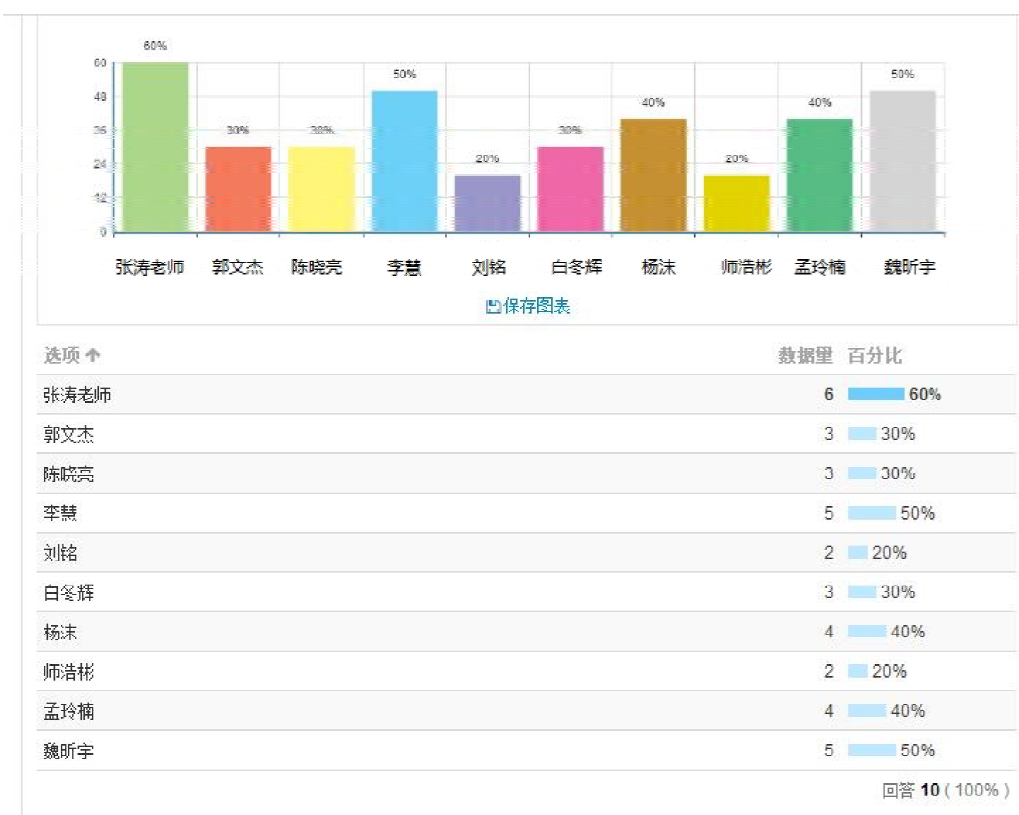 60%
50%
50%
40%
40%
30%
30%
30%
20%
20%
60
48
36
24
12
0
张涛老师 郭文杰 陈晓亮 李慧 刘铭 白冬辉 杨沫 师浩彬 孟玲楠 魏昕宇
保存图表
选项 数据量 百分比
张涛老师 6 60%
郭文杰 3 30%
陈晓亮 3 30%
李慧 5 50%
刘铭 2 20%
白冬辉 3 30%
杨沫 4 40%
师浩彬 2 20%
孟玲楠 4 40%
魏昕宇 5 50%
回答 10 ( 100% )